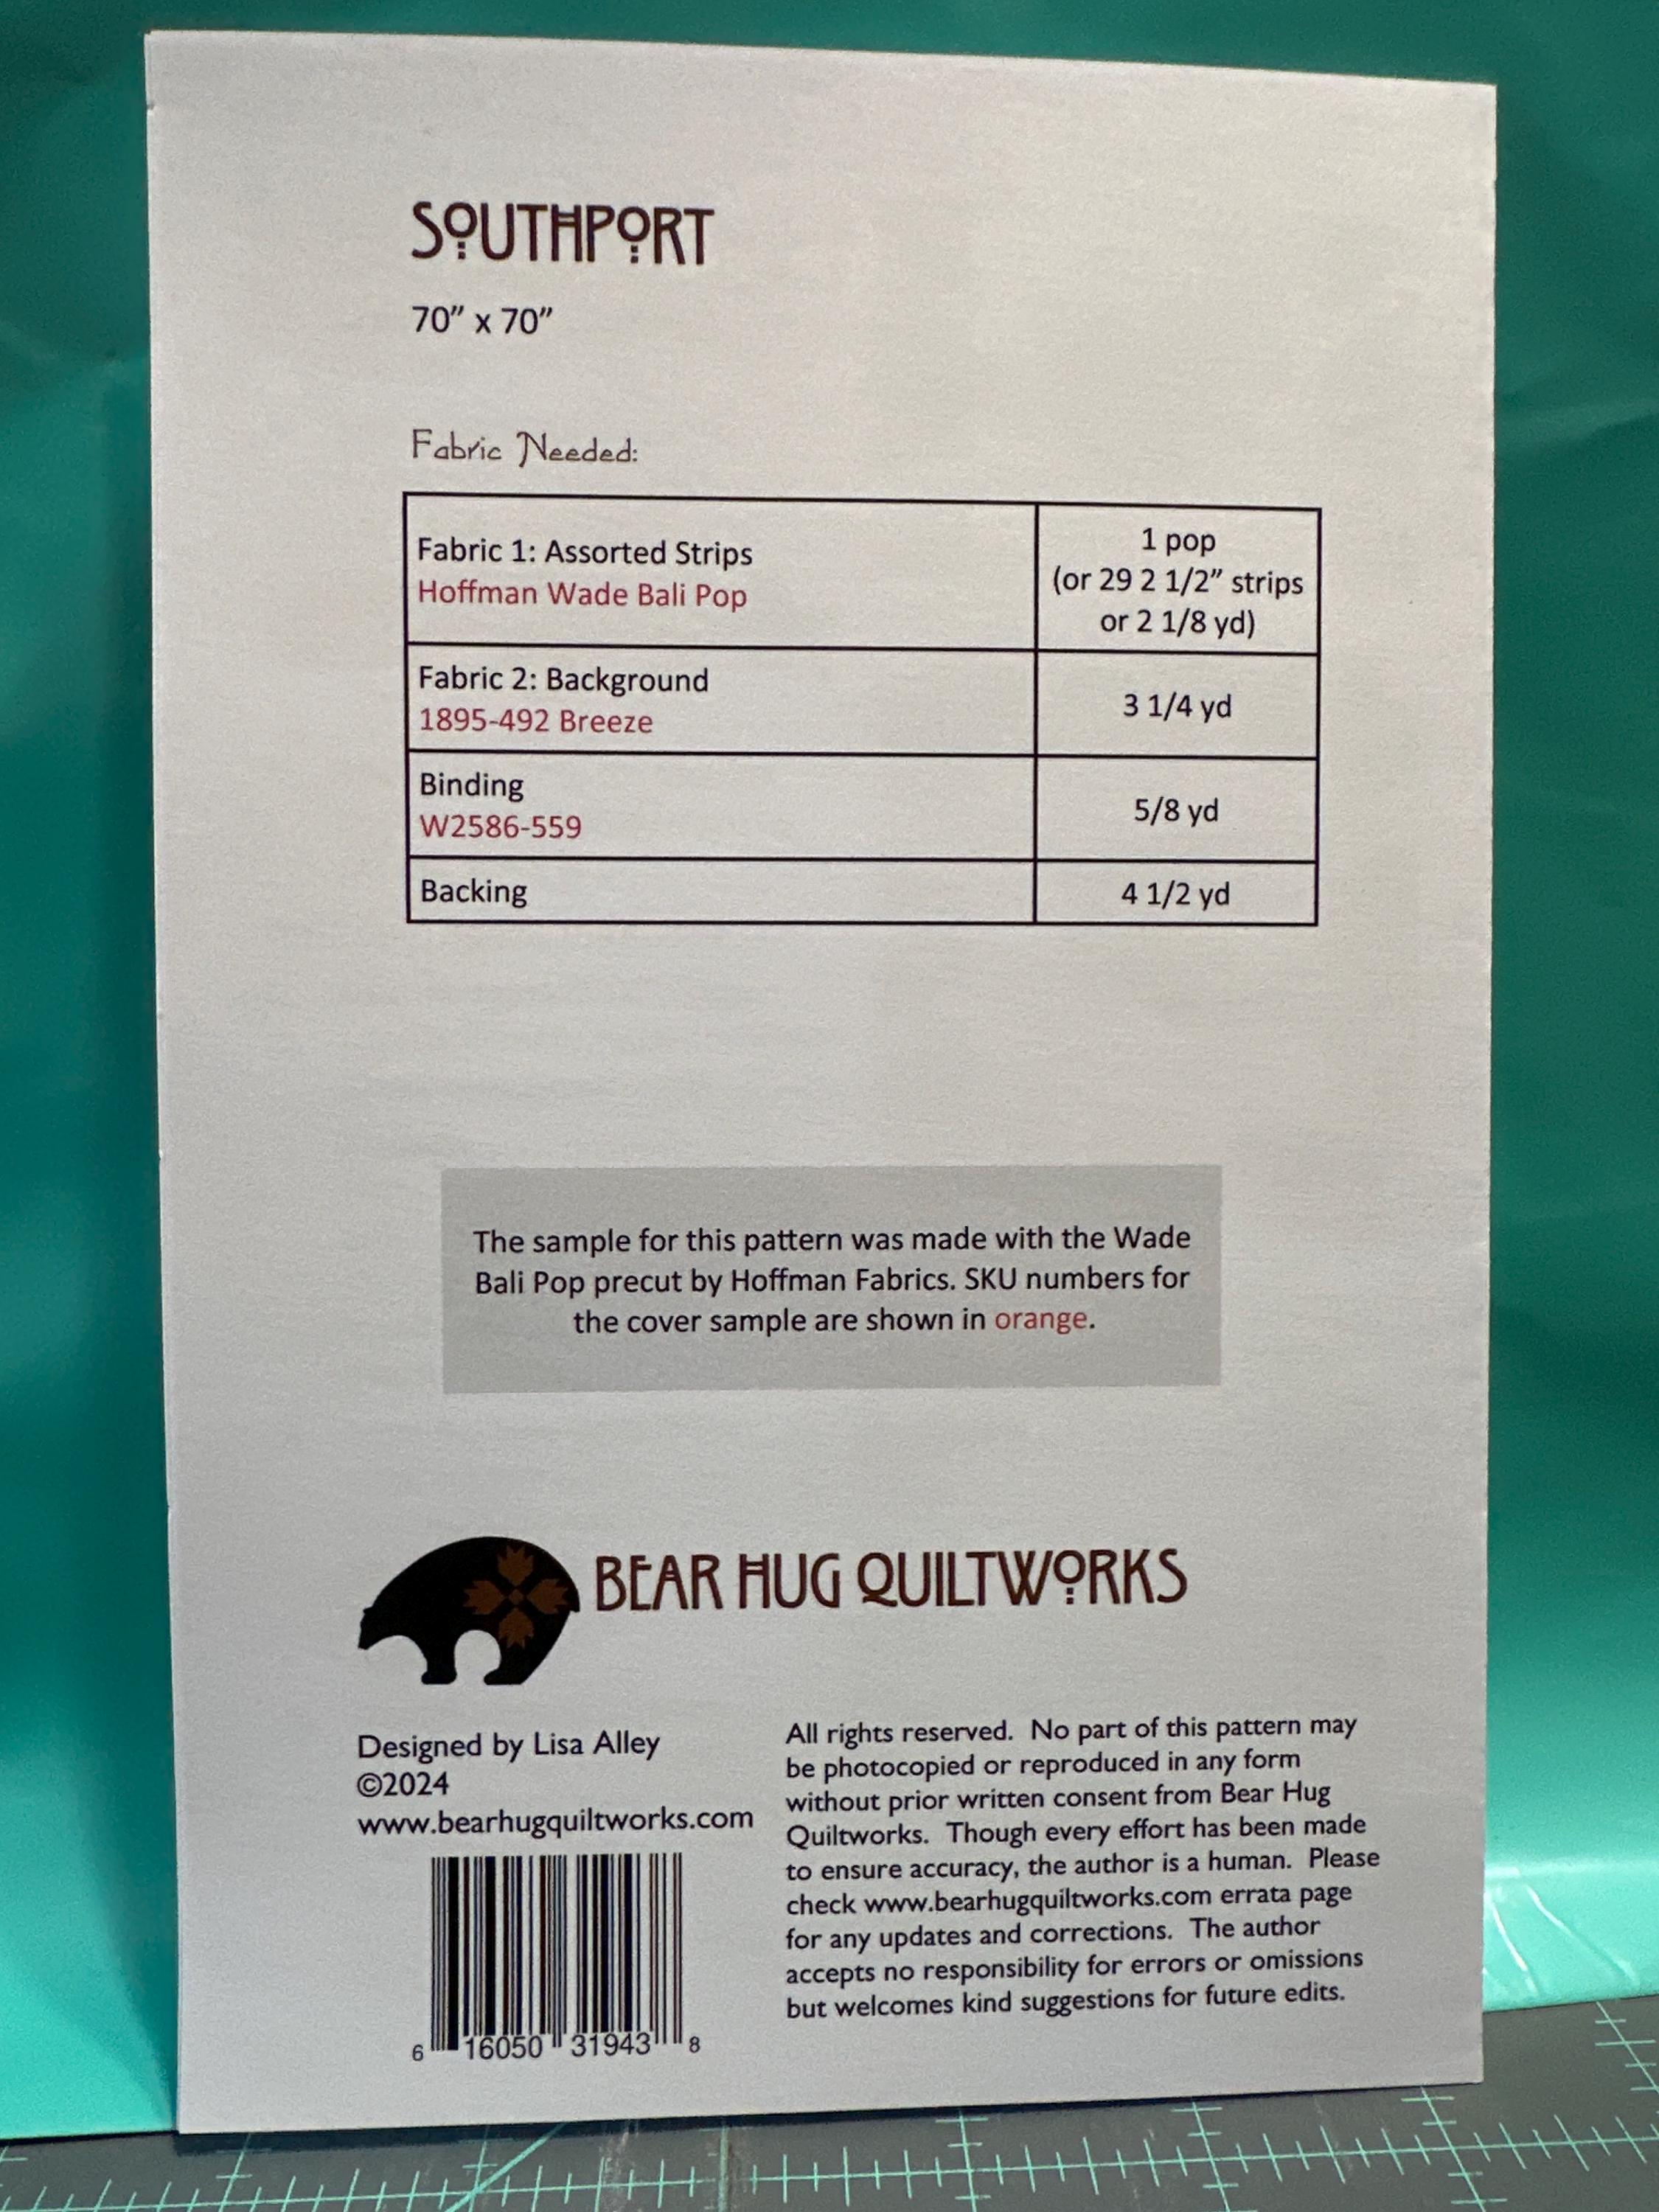 SOUTHPORT
70” x 70”
Fabric Needed:
Fabric 1: Assorted Strips
Hoffman Wade Bali Pop
1 pop
(or 29 2 1/2” strips
or 2 1/8 yd)
Fabric 2: Background
1895-492 Breeze
3 1/4 yd
Binding
W2586-559
5/8 yd
Backing
4 1/2 yd
The sample for this pattern was made with the Wade
Bali Pop precut by Hoffman Fabrics. SKU numbers for
the cover sample are shown in orange.
BEAR HUG QUILTWORKS
Designed by Lisa Alley
©2024
www.bearhugquiltworks.com
6 16050 31943 8
All rights reserved.  No part of this pattern may
be photocopied or reproduced in any form
without prior written consent from Bear Hug
Quiltworks.  Though every effort has been made
to ensure accuracy, the author is a human.  Please
check www.bearhugquiltworks.com errata page
for any updates and corrections.  The author
accepts no responsibility for errors or omissions
but welcomes kind suggestions for future edits.